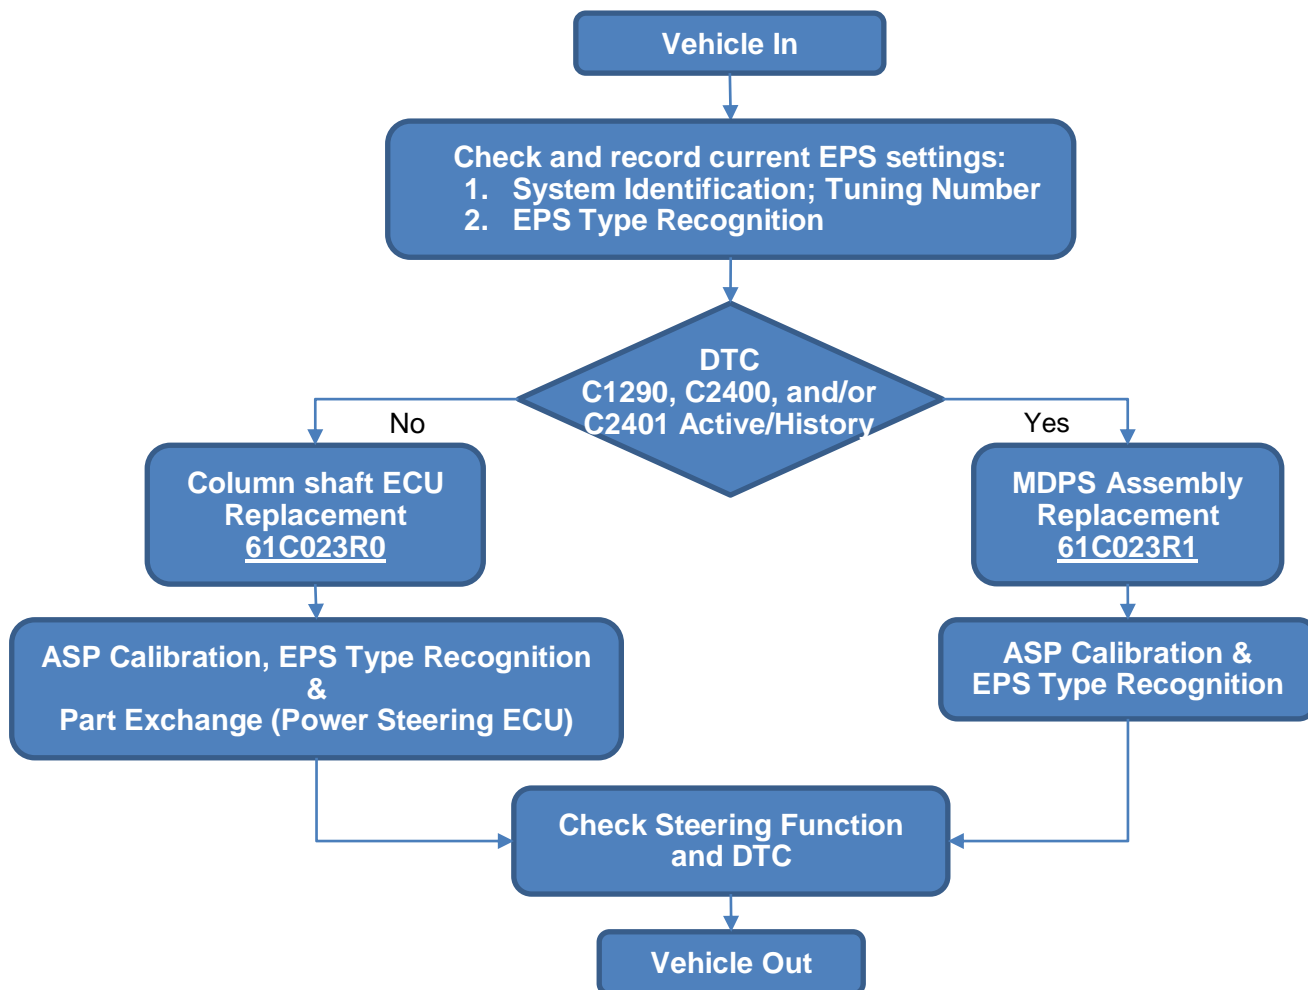 Vehicle In
Check and record current EPS settings:
1. System Identification; Tuning Number
2. EPS Type Recognition
DTC
C1290, C2400, and/or
C2401 Active/History
No
Yes
Column shaft ECU
Replacement
61C023R0
MDPS Assembly
Replacement
61C023R1
ASP Calibration, EPS Type Recognition
&
Part Exchange (Power Steering ECU)
ASP Calibration &
EPS Type Recognition
Check Steering Function
and DTC
Vehicle Out